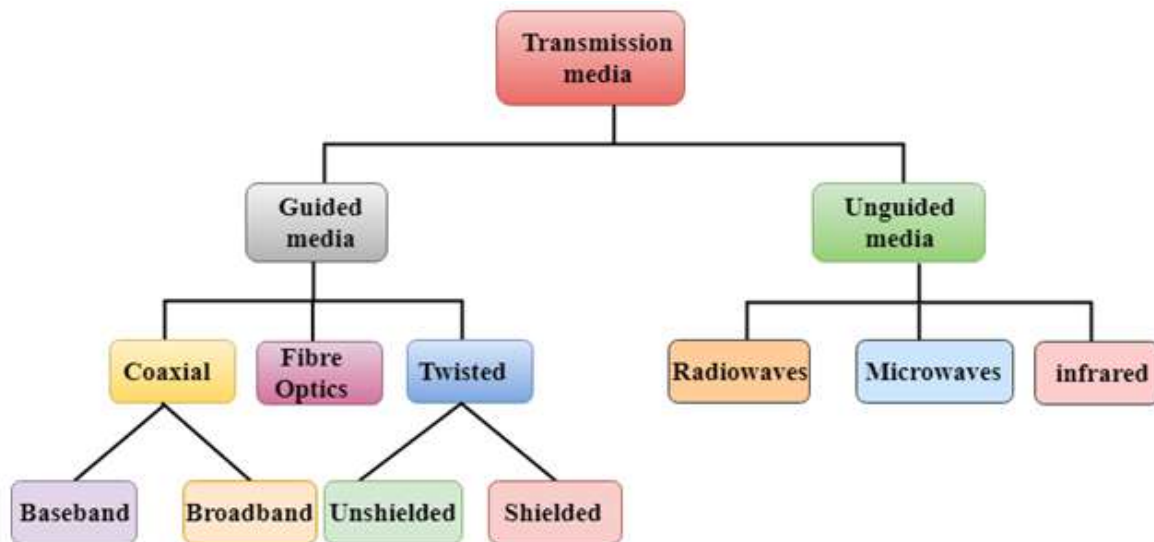 Transmission
media
Guided
media
Unguided
media
Coaxial
Fibre
Optics
Twisted
Radiowaves
Microwaves
infrared
Baseband
Broadband
Unshielded
Shielded